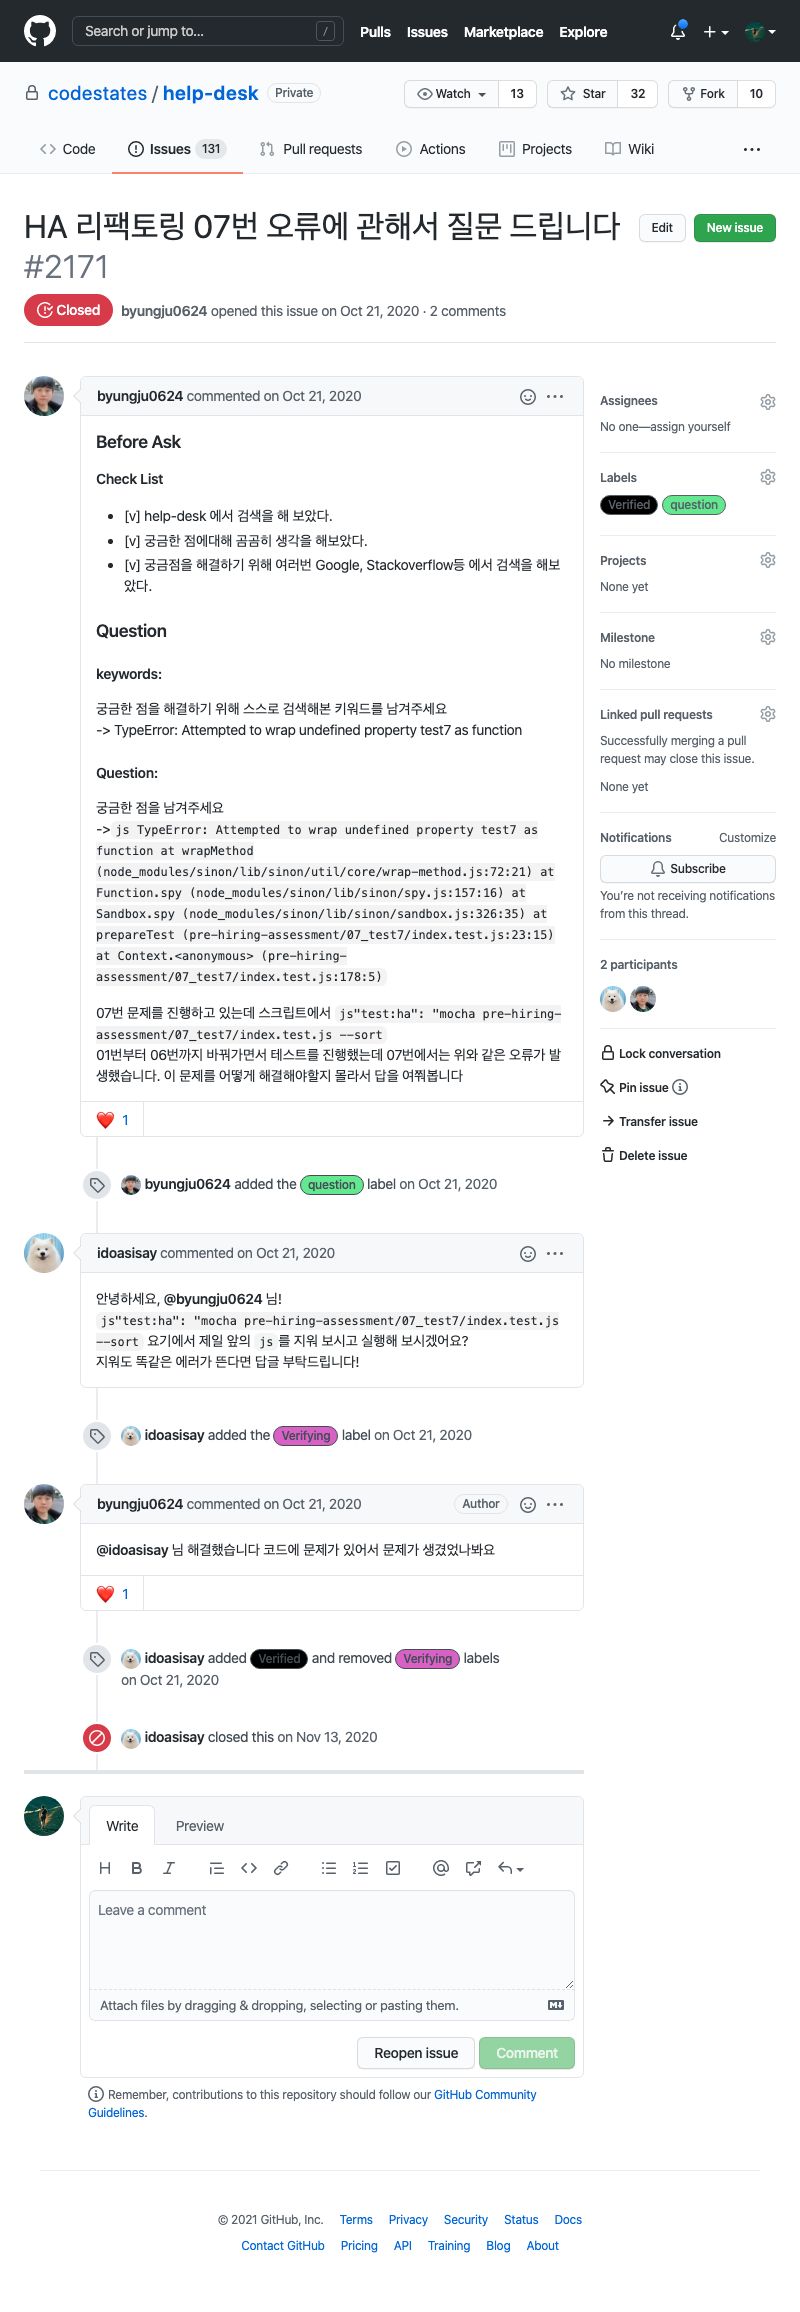 Search or jump to... /
Pulls Issues Marketplace Explore
codestates / help-desk Private
Watch 13 Star 32 Fork 10
Code Issues 131 Pull requests Actions Projects Wiki
HA 리팩토링 07번 오류에 관해서 질문 드립니다
#2171
Edit New issue
Closed byungju0624 opened this issue on Oct 21, 2020 · 2 comments
byungju0624 commented on Oct 21, 2020
Before Ask
Check List
• [v] help-desk 에서 검색을 해 보았다.
• [v] 궁금한 점에대해 곰곰히 생각을 해보았다.
• [v] 궁금점을 해결하기 위해 여러번 Google, Stackoverflow등 에서 검색을 해보
았다.
Question
keywords:
궁금한 점을 해결하기 위해 스스로 검색해본 키워드를 남겨주세요
-> TypeError: Attempted to wrap undefined property test7 as function
Question:
궁금한 점을 남겨주세요
-> js TypeError: Attempted to wrap undefined property test7 as
function at wrapMethod
(node_modules/sinon/lib/sinon/util/core/wrap-method.js:72:21) at
Function.spy (node_modules/sinon/lib/sinon/spy.js:157:16) at
Sandbox.spy (node_modules/sinon/lib/sinon/sandbox.js:326:35) at
prepareTest (pre-hiring-assessment/07_test7/index.test.js:23:15)
at Context.<anonymous> (pre-hiring-
assessment/07_test7/index.test.js:178:5)
07번 문제를 진행하고 있는데 스크립트에서 js"test:ha": "mocha pre-hiring-
assessment/07_test7/index.test.js --sort
01번부터 06번까지 바꿔가면서 테스트를 진행했는데 07번에서는 위와 같은 오류가 발
생했습니다. 이 문제를 어떻게 해결해야할지 몰라서 답을 여쭤봅니다
❤️ 1
byungju0624 added the question label on Oct 21, 2020
idoasisay commented on Oct 21, 2020
안녕하세요, @byungju0624 님!
js"test:ha": "mocha pre-hiring-assessment/07_test7/index.test.js
--sort 요기에서 제일 앞의 js 를 지워 보시고 실행해 보시겠어요?
지워도 똑같은 에러가 뜬다면 답글 부탁드립니다!
idoasisay added the Verifying label on Oct 21, 2020
byungju0624 commented on Oct 21, 2020 Author
@idoasisay 님 해결했습니다 코드에 문제가 있어서 문제가 생겼었나봐요
❤️ 1
idoasisay added Verified and removed Verifying labels
on Oct 21, 2020
idoasisay closed this on Nov 13, 2020
Write Preview
Leave a comment
Attach files by dragging & dropping, selecting or pasting them.
Reopen issue Comment
Remember, contributions to this repository should follow our GitHub Community
Guidelines.
Assignees
No one—assign yourself
Labels
Verified question
Projects
None yet
Milestone
No milestone
Linked pull requests
Successfully merging a pull
request may close this issue.
None yet
Notifications Customize
Subscribe
You're not receiving notifications
from this thread.
2 participants
Lock conversation
Pin issue
Transfer issue
Delete issue
© 2021 GitHub, Inc. Terms Privacy Security Status Docs
Contact GitHub Pricing API Training Blog About